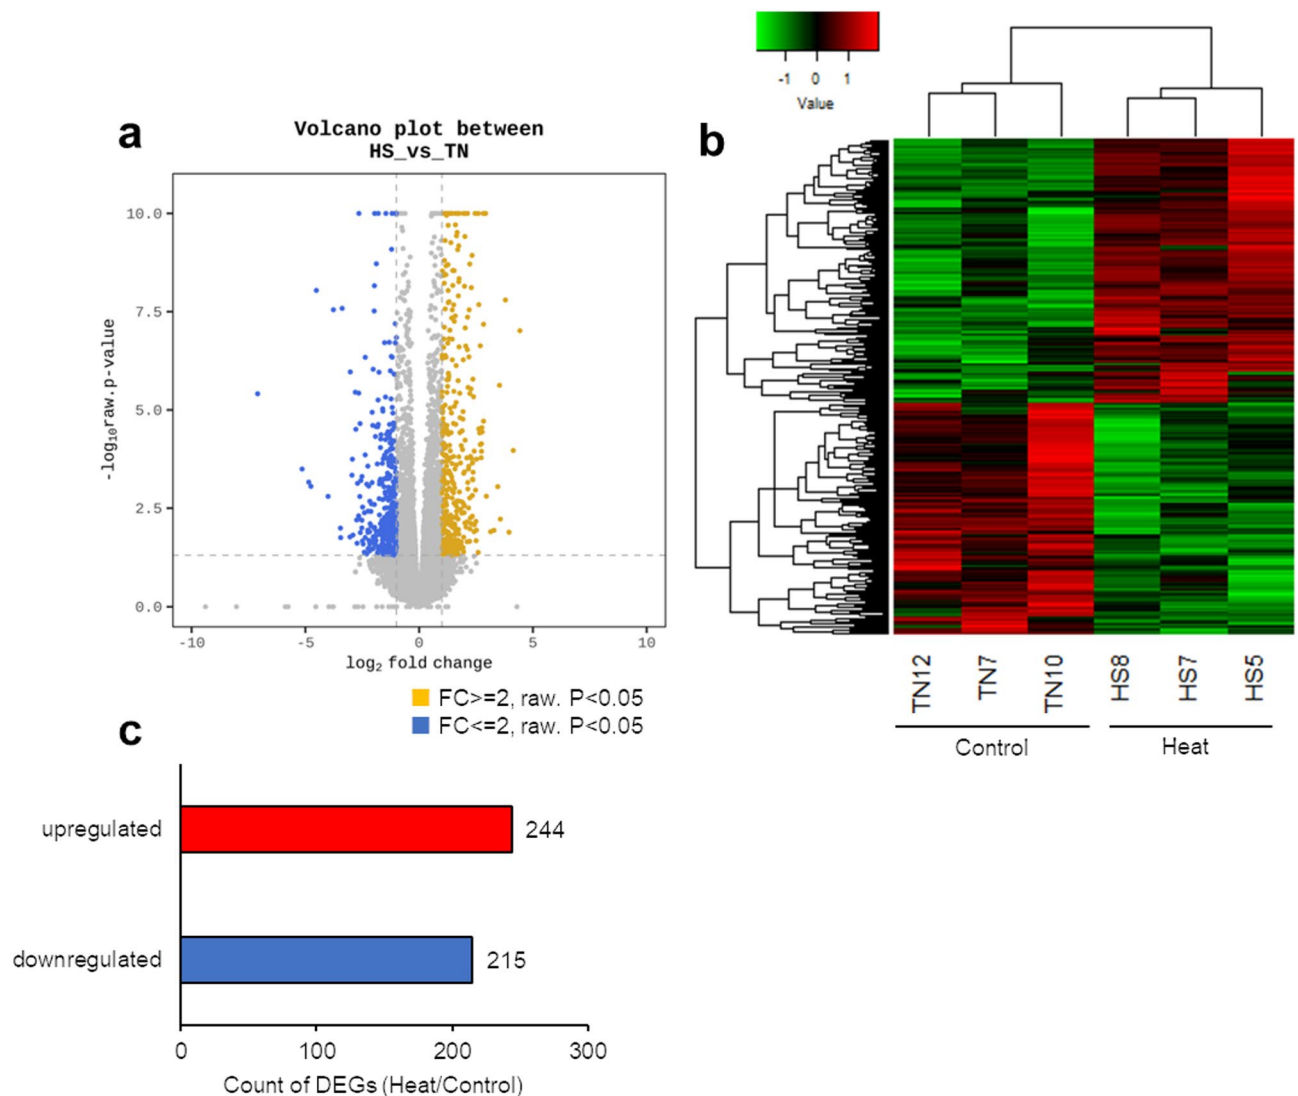 a
Volcano plot between
HS_vs_TN
-log10raw.p-value
10.0
7.5
5.0
2.5
0.0
-10 -5 0 5 10
log2 fold change
FC>=2, raw. P<0.05
FC<=2, raw. P<0.05
b
-1 0 1
Value
TN12 TN7 TN10 HS8 HS7 HS5
Control Heat
c
upregulated 244
downregulated 215
0 100 200 300
Count of DEGs (Heat/Control)